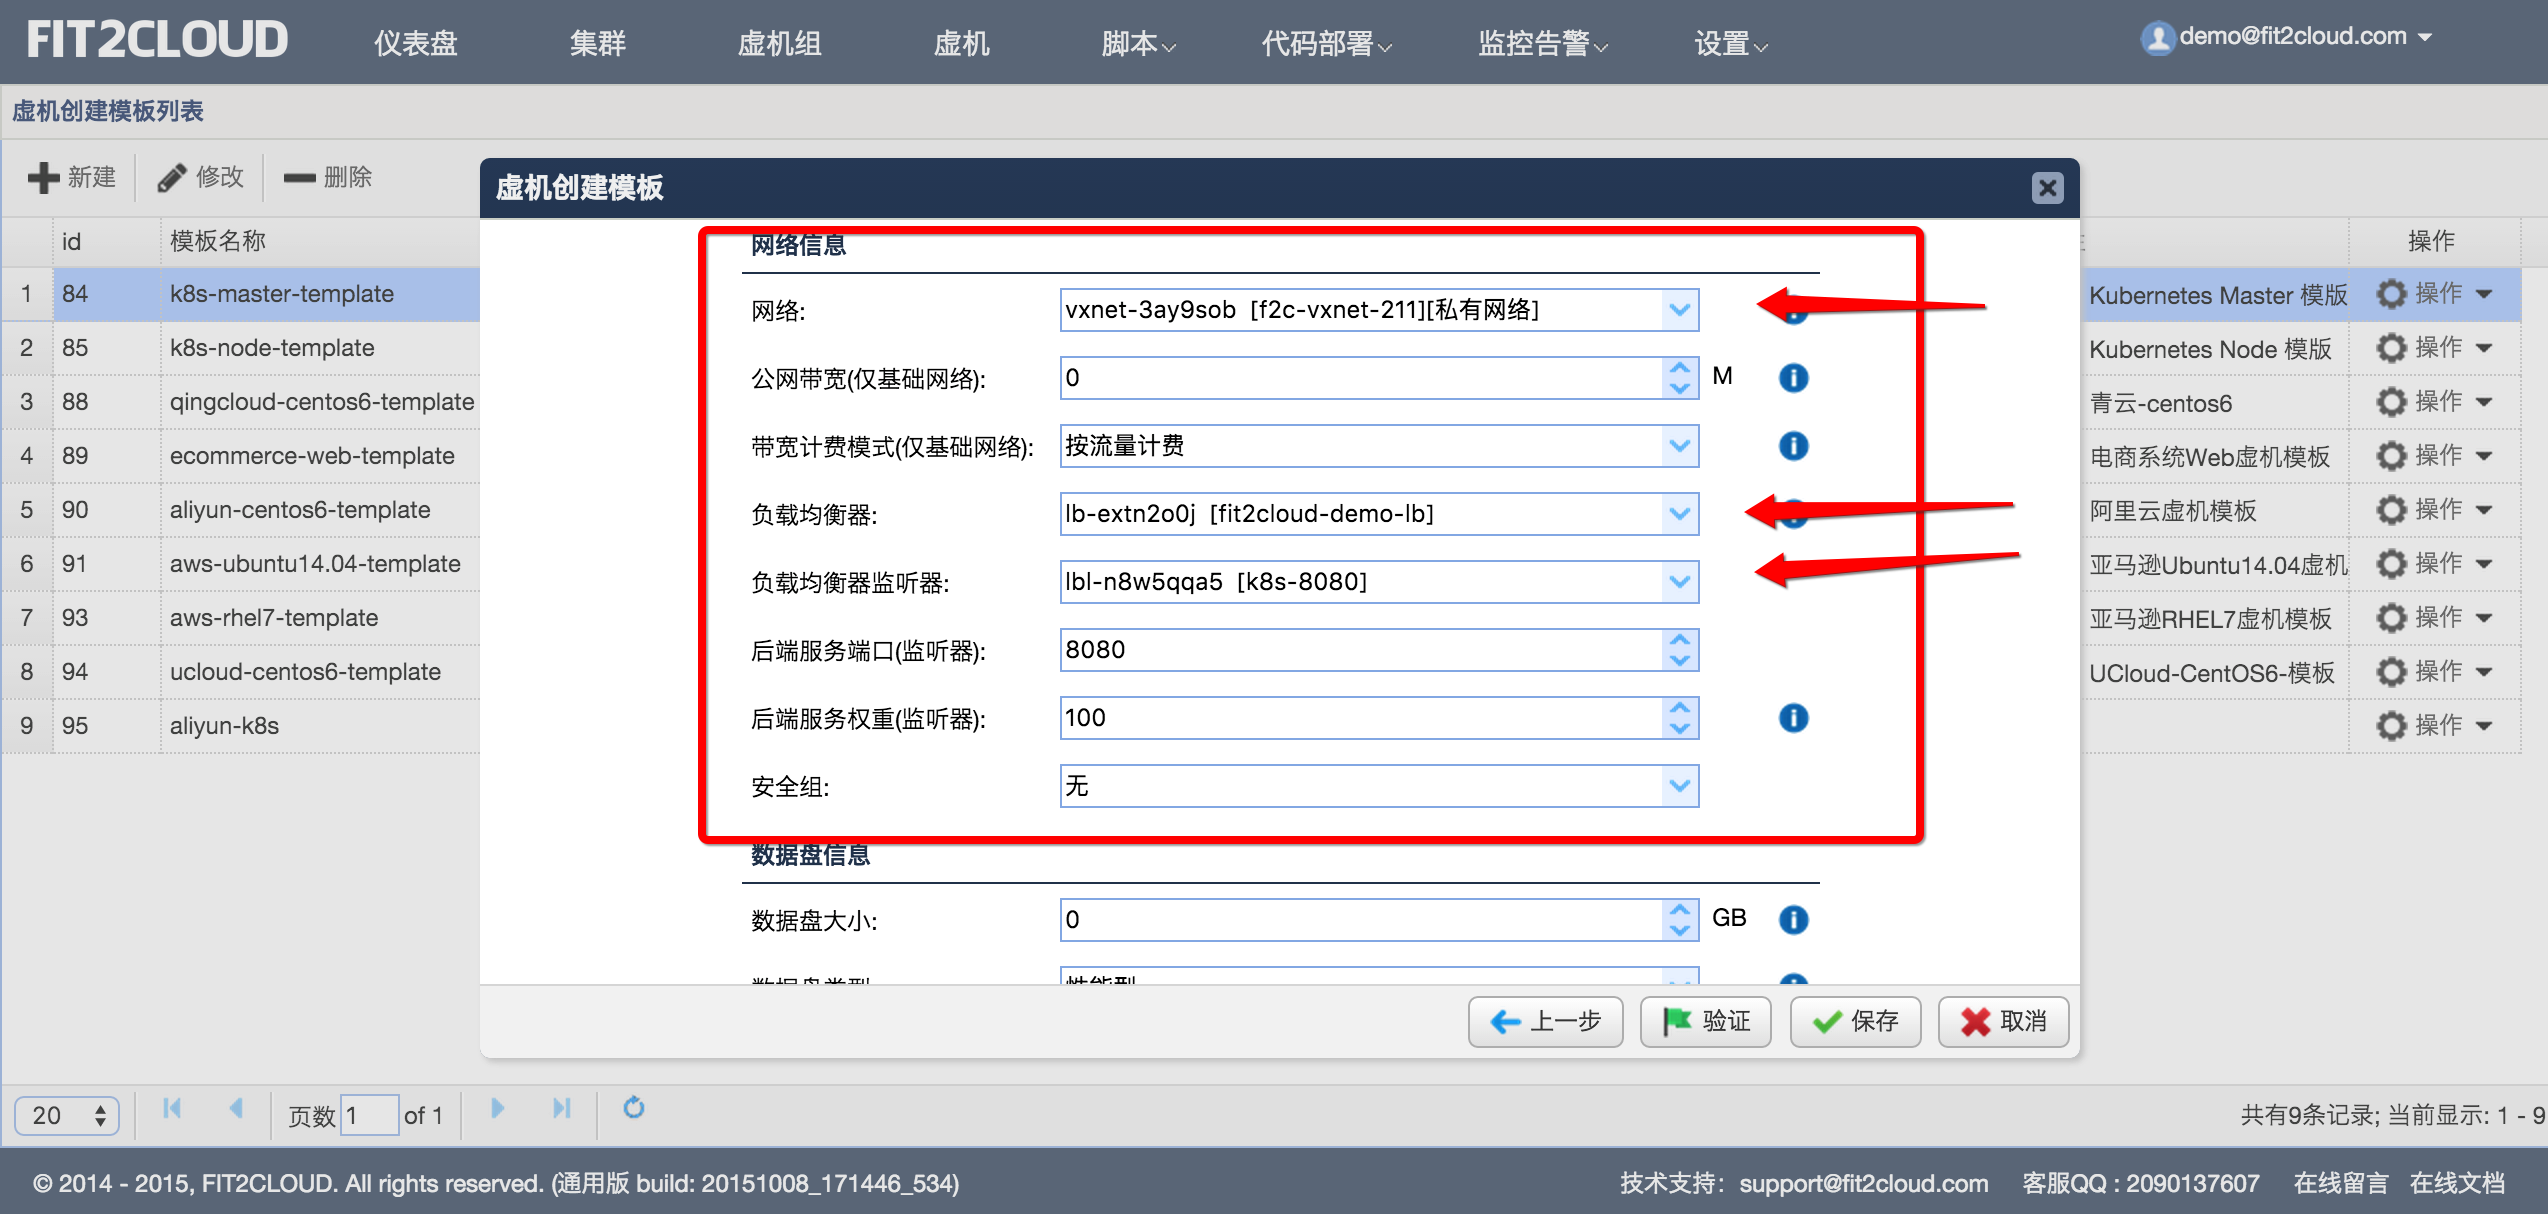 FIT2CLOUD 仪表盘 集群 虚机组 虚机 脚本 代码部署 监控告警 设置 demo@fit2cloud.com
虚机创建模板列表
新建 修改 删除
id 模板名称 操作
1 84 k8s-master-template Kubernetes Master 模版 操作
2 85 k8s-node-template Kubernetes Node 模版 操作
3 88 qingcloud-centos6-template 青云-centos6 操作
4 89 ecommerce-web-template 电商系统Web虚机模板 操作
5 90 aliyun-centos6-template 阿里云虚机模板 操作
6 91 aws-ubuntu14.04-template 亚马逊Ubuntu14.04虚机 操作
7 93 aws-rhel7-template 亚马逊RHEL7虚机模板 操作
8 94 ucloud-centos6-template UCloud-CentOS6-模板 操作
9 95 aliyun-k8s 操作
虚机创建模板
网络信息
网络: vxnet-3ay9sob [f2c-vxnet-211][私有网络]
公网带宽(仅基础网络): 0 M
带宽计费模式(仅基础网络): 按流量计费
负载均衡器: lb-extn2o0j [fit2cloud-demo-lb]
负载均衡器监听器: lbl-n8w5qqa5 [k8s-8080]
后端服务端口(监听器): 8080
后端服务权重(监听器): 100
安全组: 无
数据盘信息
数据盘大小: 0 GB
数据盘类型 性能型
上一步 验证 保存 取消
20 页数 1 of 1 共有9条记录; 当前显示: 1 - 9
© 2014 - 2015, FIT2CLOUD. All rights reserved. (通用版 build: 20151008_171446_534) 技术支持: support@fit2cloud.com 客服QQ : 2090137607 在线留言 在线文档